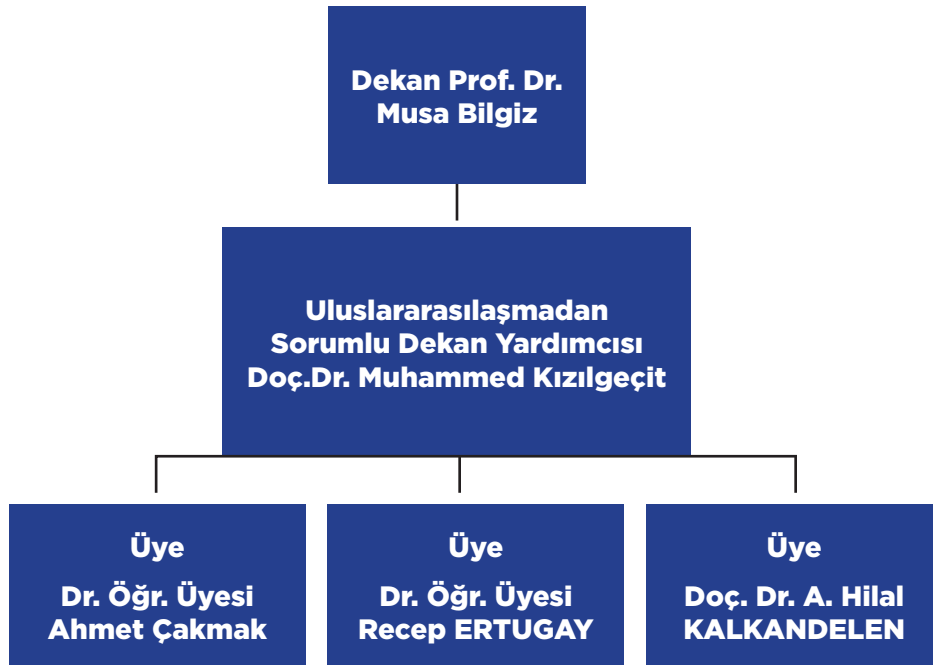 Dekan Prof. Dr.
Musa Bilgiz
Uluslararasılaşmadan
Sorumlu Dekan Yardımcısı
Doç.Dr. Muhammed Kızılgeçit
Üye
Dr. Öğr. Üyesi
Ahmet Çakmak
Üye
Dr. Öğr. Üyesi
Recep ERTUGAY
Üye
Doç. Dr. A. Hilal
KALKANDELEN